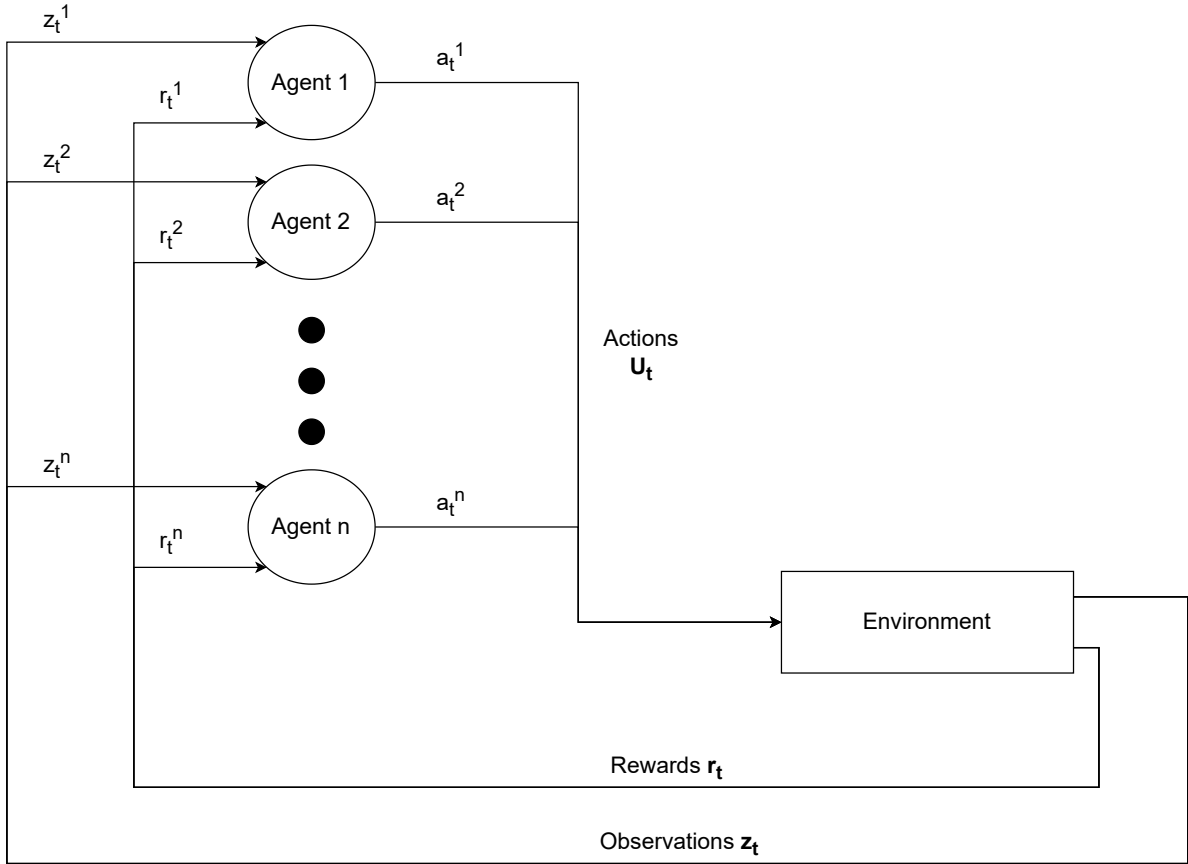 z_t^1
Agent 1
a_t^1
r_t^1
z_t^2
Agent 2
a_t^2
r_t^2
Actions
U_t
z_t^n
Agent n
a_t^n
r_t^n
Environment
Rewards r_t
Observations z_t